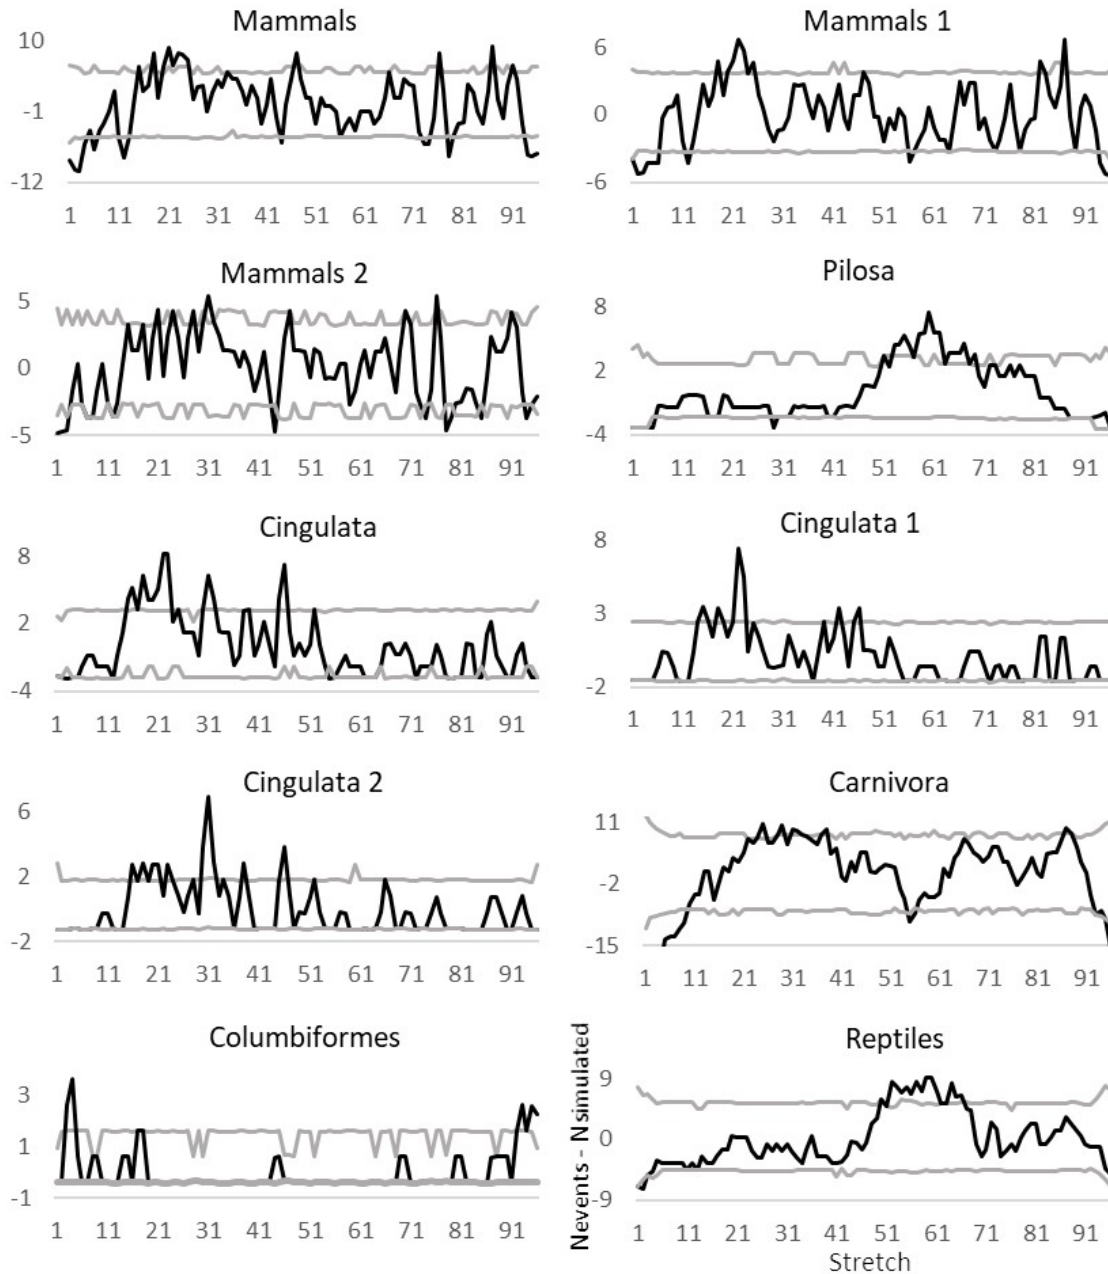 Mammals
10
-1
-12
1 11 21 31 41 51 61 71 81 91
Mammals 1
6
0
-6
1 11 21 31 41 51 61 71 81 91
Mammals 2
5
0
-5
1 11 21 31 41 51 61 71 81 91
Pilosa
8
2
-4
1 11 21 31 41 51 61 71 81 91
Cingulata
8
2
-4
1 11 21 31 41 51 61 71 81 91
Cingulata 1
8
3
-2
1 11 21 31 41 51 61 71 81 91
Cingulata 2
6
2
-2
1 11 21 31 41 51 61 71 81 91
Carnivora
11
-2
-15
1 11 21 31 41 51 61 71 81 91
Columbiformes
3
1
-1
1 11 21 31 41 51 61 71 81 91
Reptiles
Nevents - Nsimulated
9
0
-9
1 11 21 31 41 51 61 71 81 91
Stretch